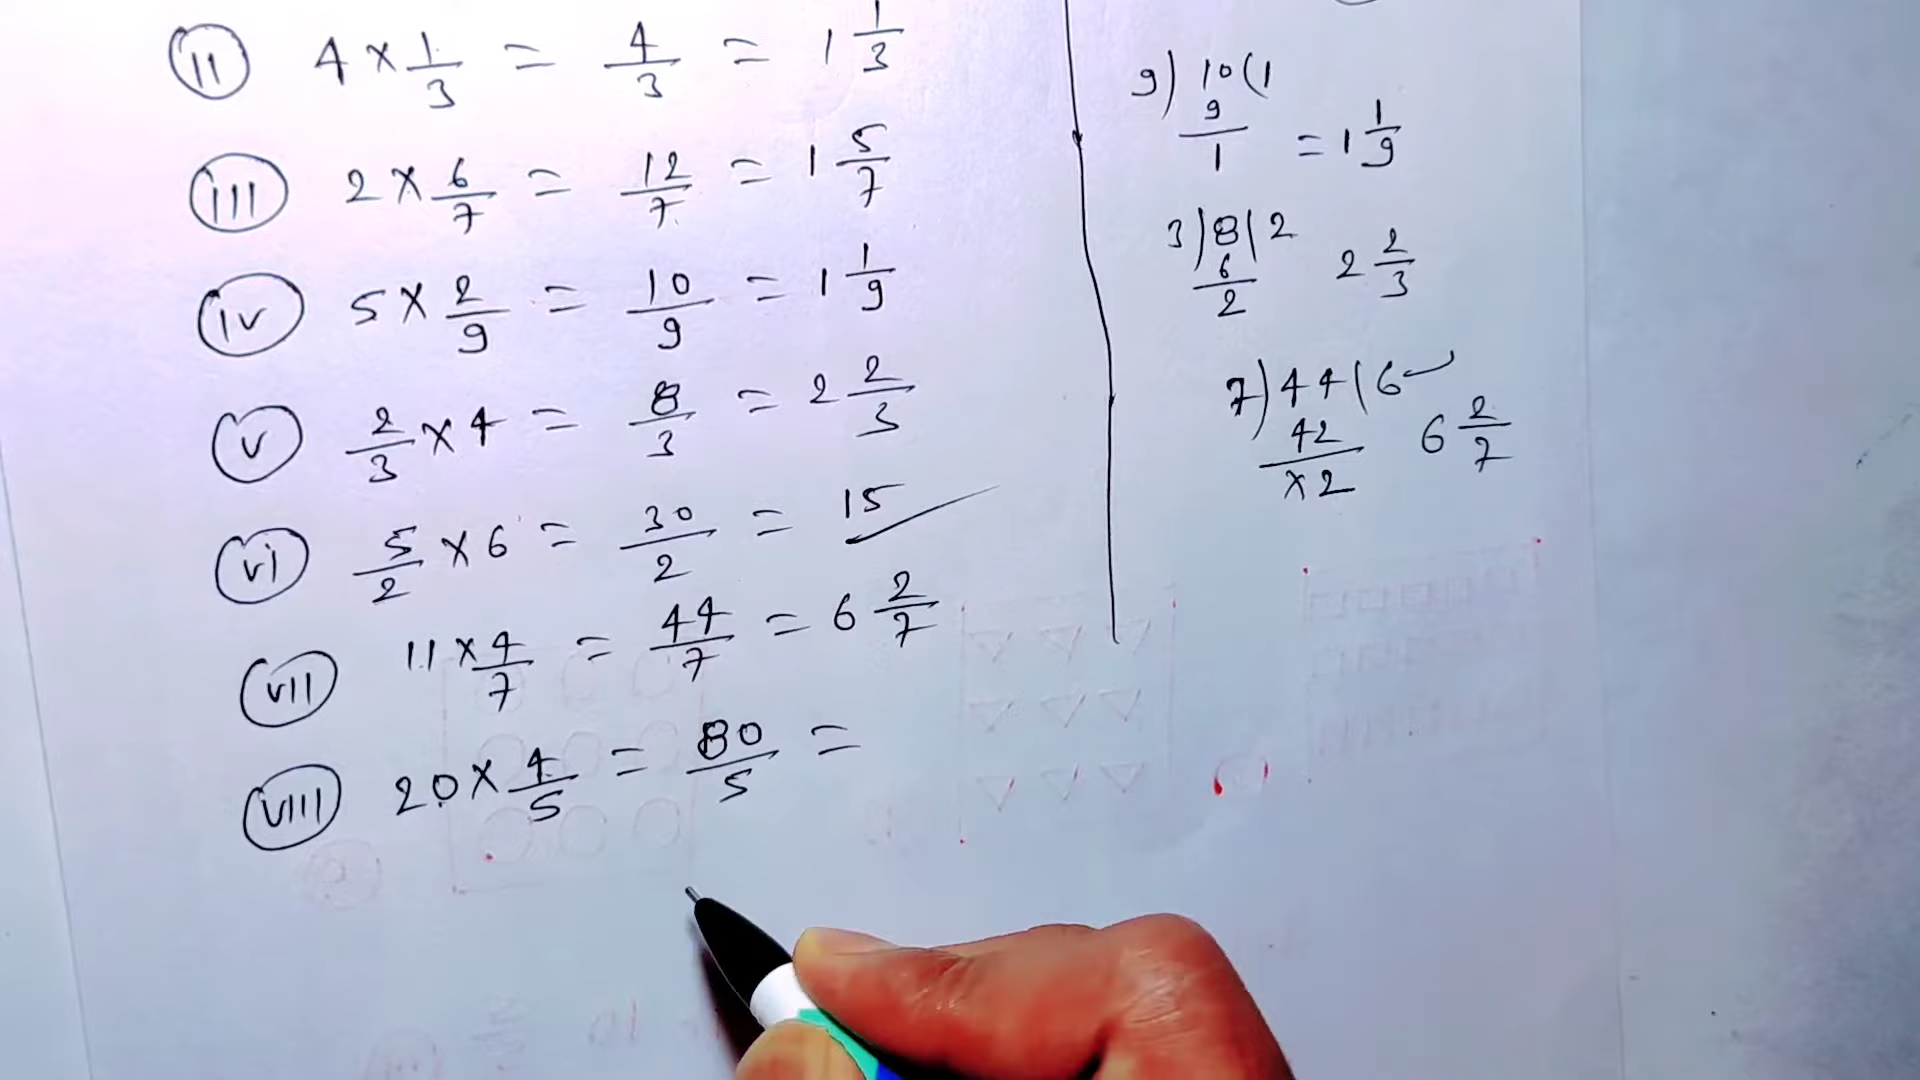 (ii) 4 × 1/3 = 4/3 = 1 1/3
(iii) 2 × 6/7 = 12/7 = 1 5/7
(iv) 5 × 2/9 = 10/9 = 1 1/9
(v) 2/3 × 4 = 8/3 = 2 2/3
(vi) 5/2 × 6 = 30/2 = 15
(vii) 11 × 4/7 = 44/7 = 6 2/7
(viii) 20 × 4/5 = 80/5 =
9) 10 (1
9
1 = 1 1/9
3) 8 ( 2
6
2 2 2/3
7) 44 ( 6
42
×2 6 2/7